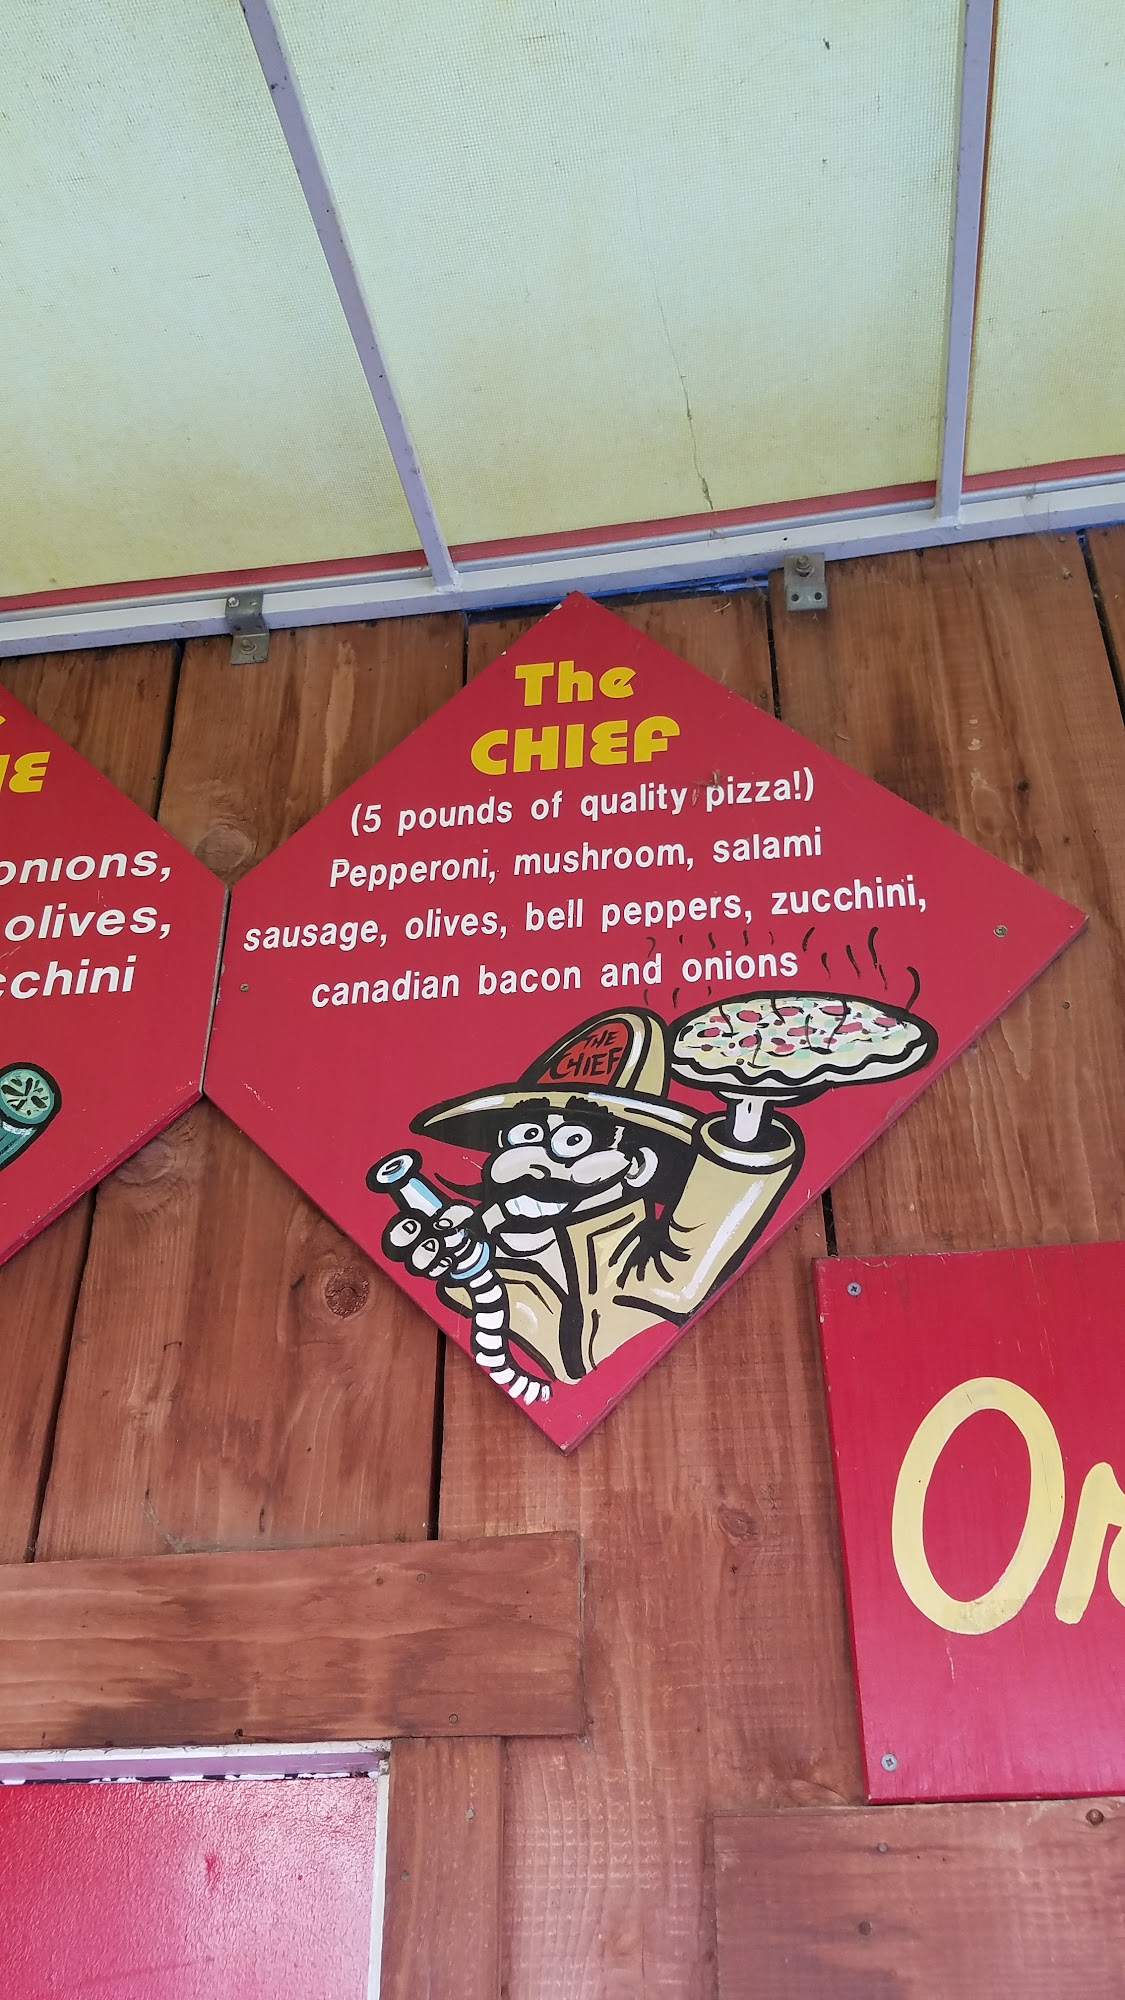 The
CHIEF
(5 pounds of quality pizza!)
Pepperoni, mushroom, salami
sausage, olives, bell peppers, zucchini,
canadian bacon and onions
THE
CHIEF
onions,
olives,